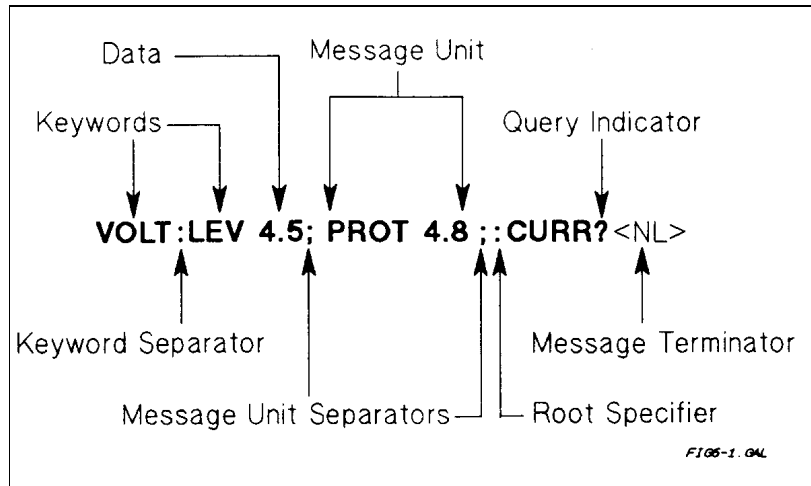 Data
Message Unit
Keywords
Query Indicator
VOLT:LEV 4.5; PROT 4.8 ;:CURR?<NL>
Keyword Separator
Message Terminator
Message Unit Separators
Root Specifier
FIG6-1.GAL